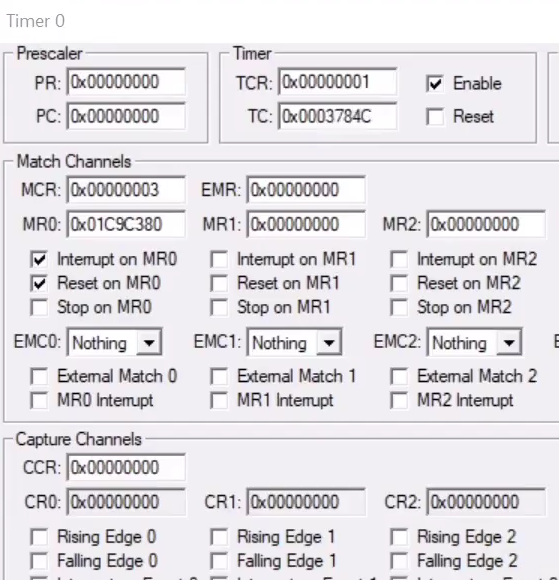 Timer 0
Prescaler Timer
PR: 0x00000000 TCR: 0x00000001 Enable
PC: 0x00000000 TC: 0x0003784C Reset
Match Channels
MCR: 0x00000003 EMR: 0x00000000
MR0: 0x01C9C380 MR1: 0x00000000 MR2: 0x00000000
Interrupt on MR0 Interrupt on MR1 Interrupt on MR2
Reset on MR0 Reset on MR1 Reset on MR2
Stop on MR0 Stop on MR1 Stop on MR2
EMC0: Nothing EMC1: Nothing EMC2: Nothing
External Match 0 External Match 1 External Match 2
MR0 Interrupt MR1 Interrupt MR2 Interrupt
Capture Channels
CCR: 0x00000000
CR0: 0x00000000 CR1: 0x00000000 CR2: 0x00000000
Rising Edge 0 Rising Edge 1 Rising Edge 2
Falling Edge 0 Falling Edge 1 Falling Edge 2